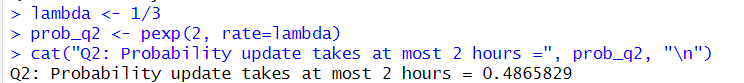 > lambda <- 1/3
> prob_q2 <- pexp(2, rate=lambda)
> cat("Q2: Probability update takes at most 2 hours =", prob_q2, "\n")
Q2: Probability update takes at most 2 hours = 0.4865829